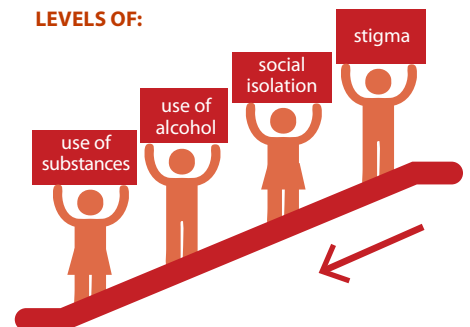 LEVELS OF:
stigma
social
isolation
use of
alcohol
use of
substances